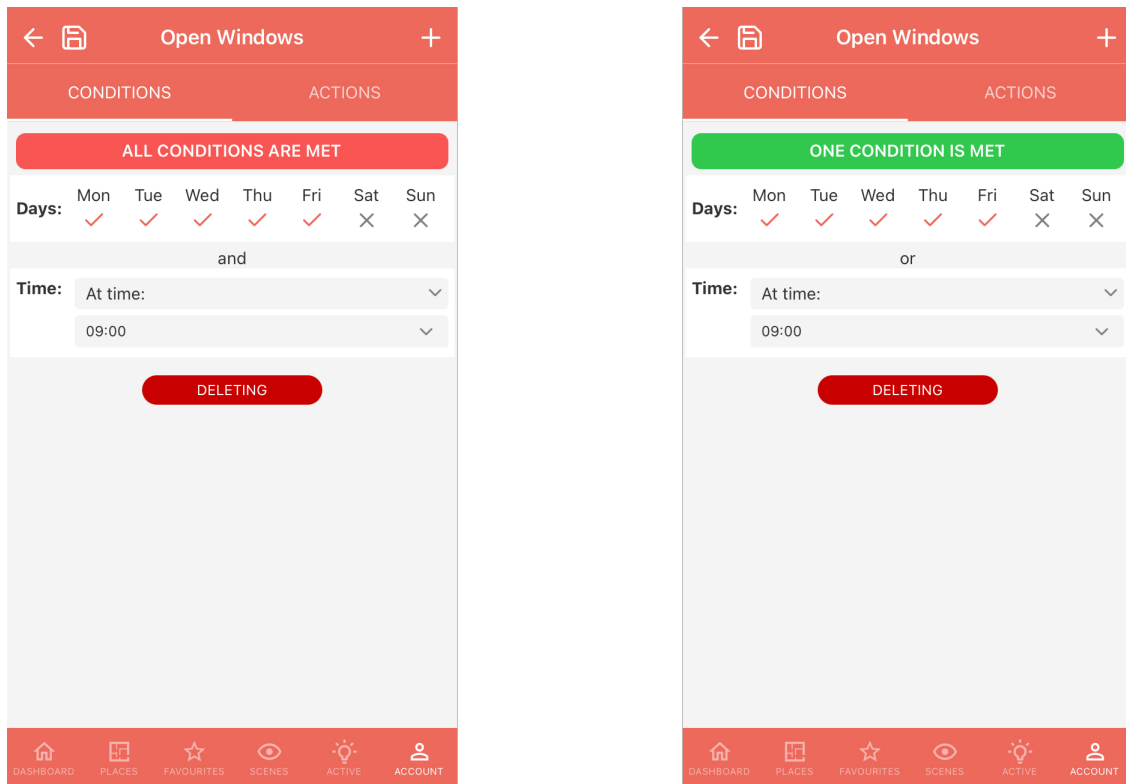 Open Windows
CONDITIONS ACTIONS
ALL CONDITIONS ARE MET
Mon Tue Wed Thu Fri Sat Sun
Days:
and
Time: At time:
09:00
DELETING
DASHBOARD PLACES FAVOURITES SCENES ACTIVE ACCOUNT
Open Windows
CONDITIONS ACTIONS
ONE CONDITION IS MET
Mon Tue Wed Thu Fri Sat Sun
Days:
or
Time: At time:
09:00
DELETING
DASHBOARD PLACES FAVOURITES SCENES ACTIVE ACCOUNT